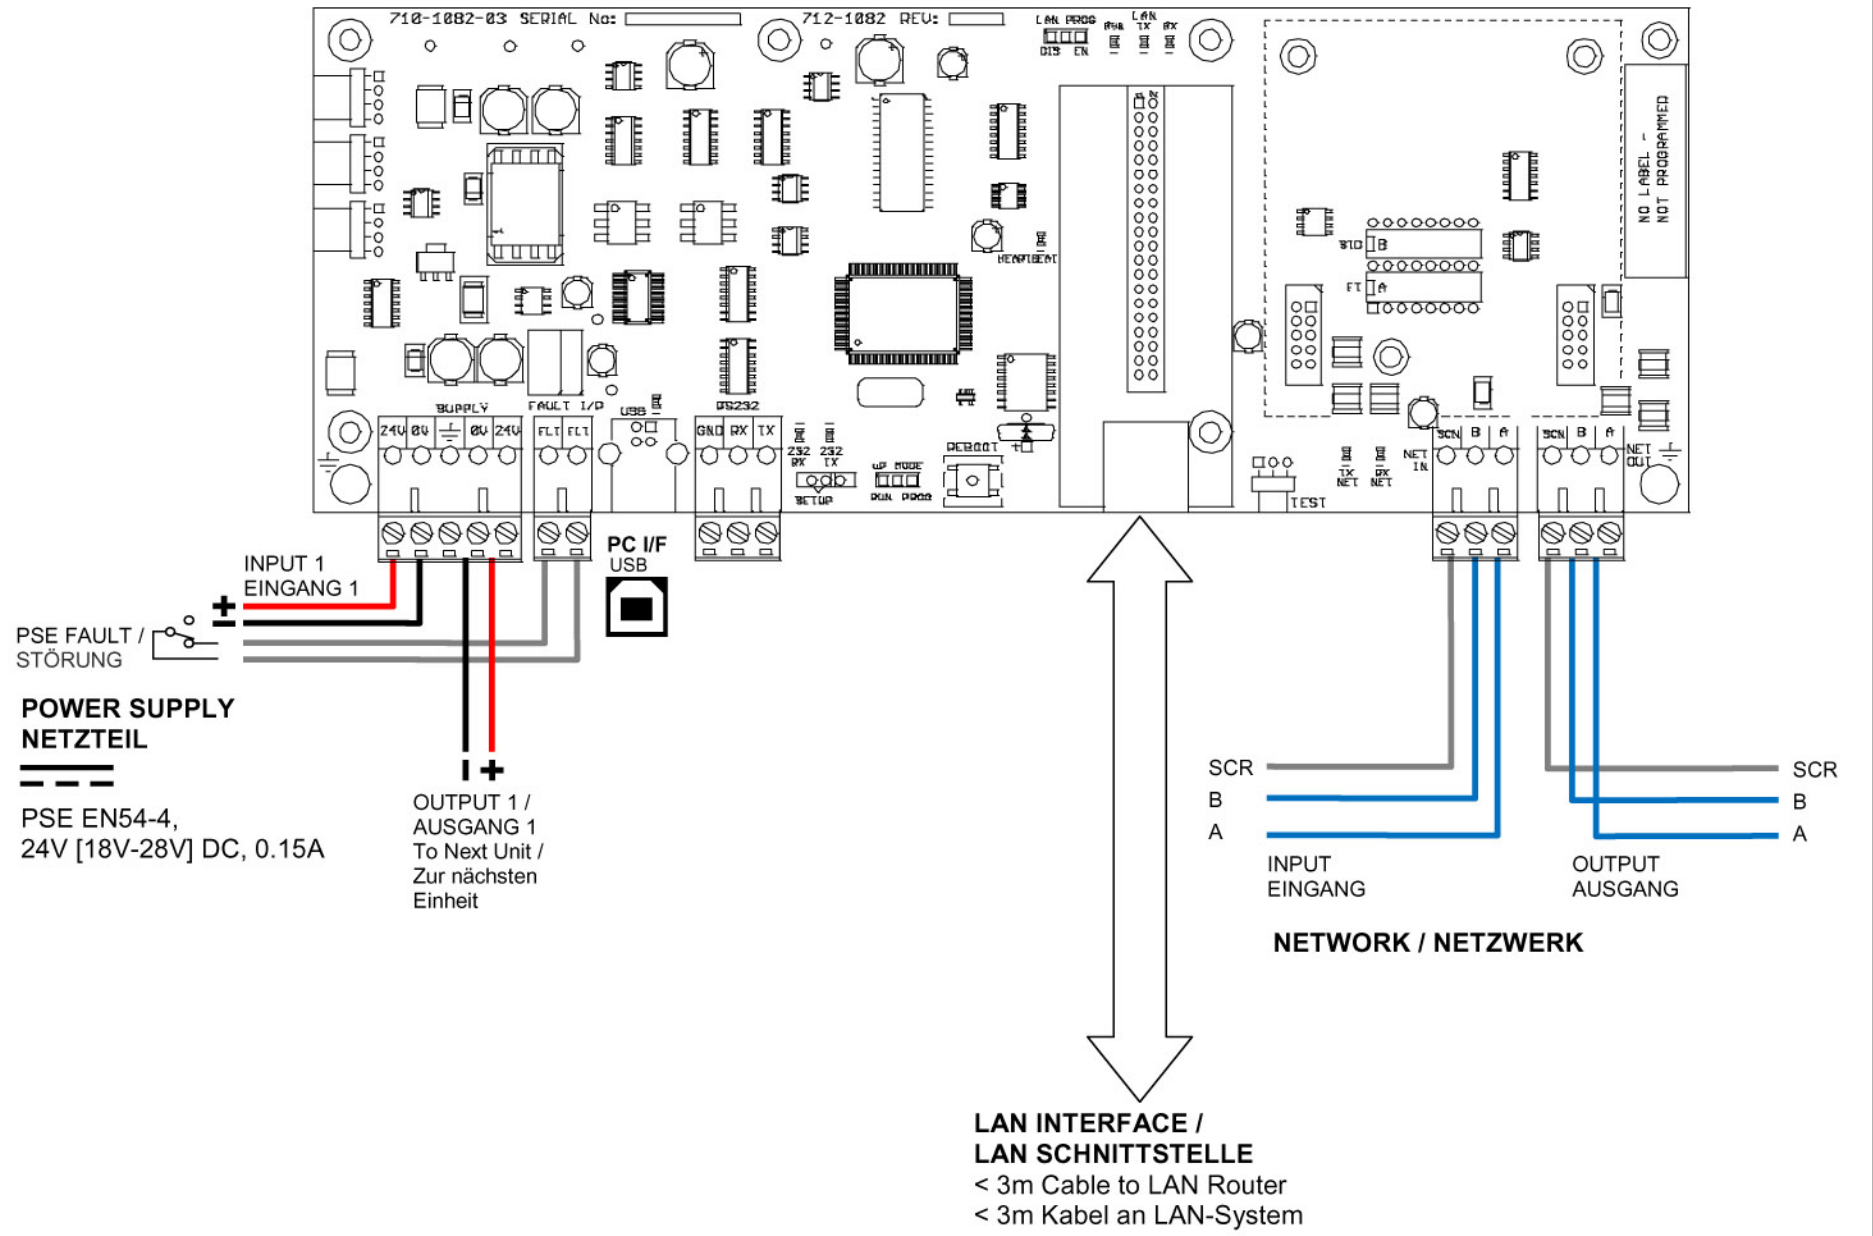 710-1082-03 SERIAL No:
712-1082 REV:
LAN PROG
DIS EN
RUN
LAN
TX RX
NO LABEL -
NOT PROGRAMMED
HEARTBEAT
B
A
SUPPLY
24V 0V 0V 24V
FAULT I/P
FLT FLT
USB
RS232
GND RX TX
232 232
RX TX
SETUP
UP MODE
RUN PROG
REBOOT
TEST
TX RX
NET NET
NET
IN
SCN B A
SCN B A
NET
OUT
INPUT 1
EINGANG 1
PC I/F
USB
PSE FAULT /
STÖRUNG
POWER SUPPLY
NETZTEIL
PSE EN54-4,
24V [18V-28V] DC, 0.15A
OUTPUT 1 /
AUSGANG 1
To Next Unit /
Zur nächsten
Einheit
SCR
B
A
INPUT
EINGANG
SCR
B
A
OUTPUT
AUSGANG
NETWORK / NETZWERK
LAN INTERFACE /
LAN SCHNITTSTELLE
< 3m Cable to LAN Router
< 3m Kabel an LAN-System